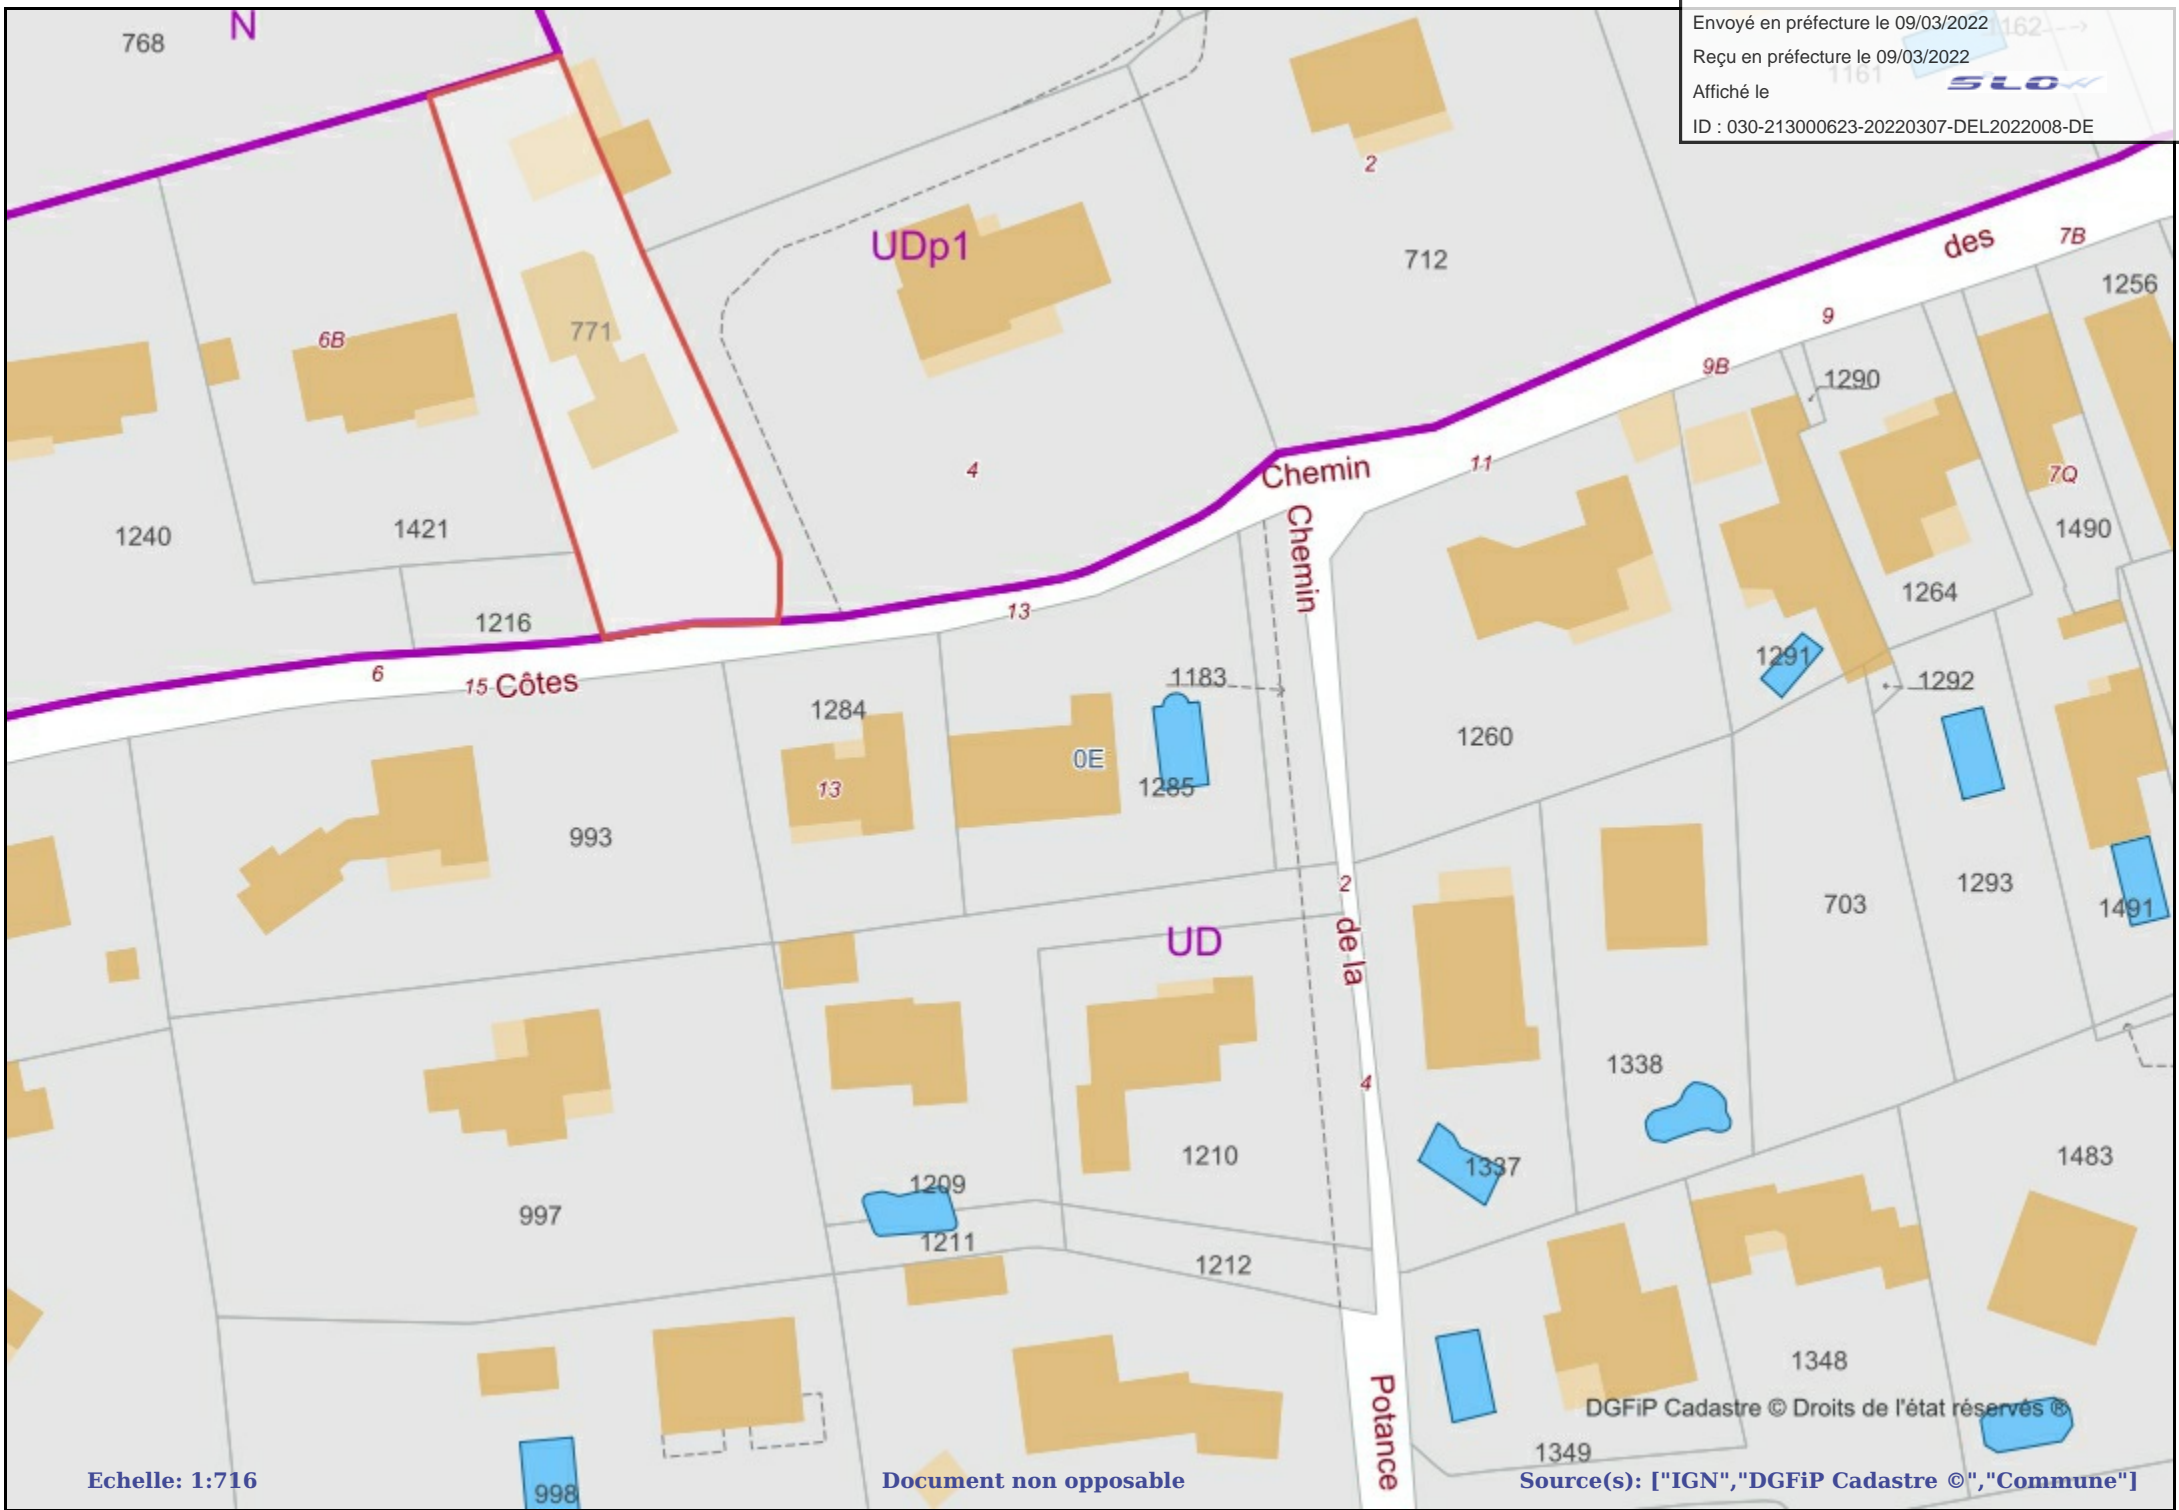 Envoyé en préfecture le 09/03/2022
Reçu en préfecture le 09/03/2022
Affiché le
SLOW
ID : 030-213000623-20220307-DEL2022008-DE
1162
1161
768
N
2
UDp1
712
des
7B
1256
9
771
6B
9B
1290
4
Chemin
11
7Q
1240
1421
1490
Chemin
1264
1216
13
6
15 Côtes
1183
1291
1292
1284
0E
1260
13
1285
993
2
1293
703
1491
UD
de la
1338
4
1210
1337
1483
1209
997
1211
1212
1348
Potance
DGFiP Cadastre © Droits de l'état réservés ®
1349
998
Echelle: 1:716
Document non opposable
Source(s): ["IGN","DGFiP Cadastre ©","Commune"]